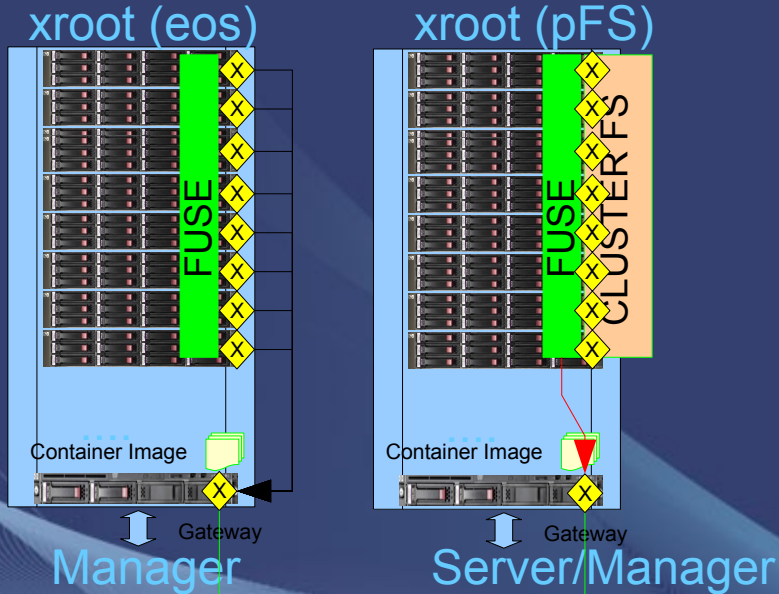 xroot (eos)
X
X
X
X
X
X
X
X
FUSE
....
Container Image
X
Gateway
Manager
xroot (pFS)
X
X
X
X
X
X
X
X
FUSE
CLUSTER FS
....
Container Image
X
Gateway
Server/Manager